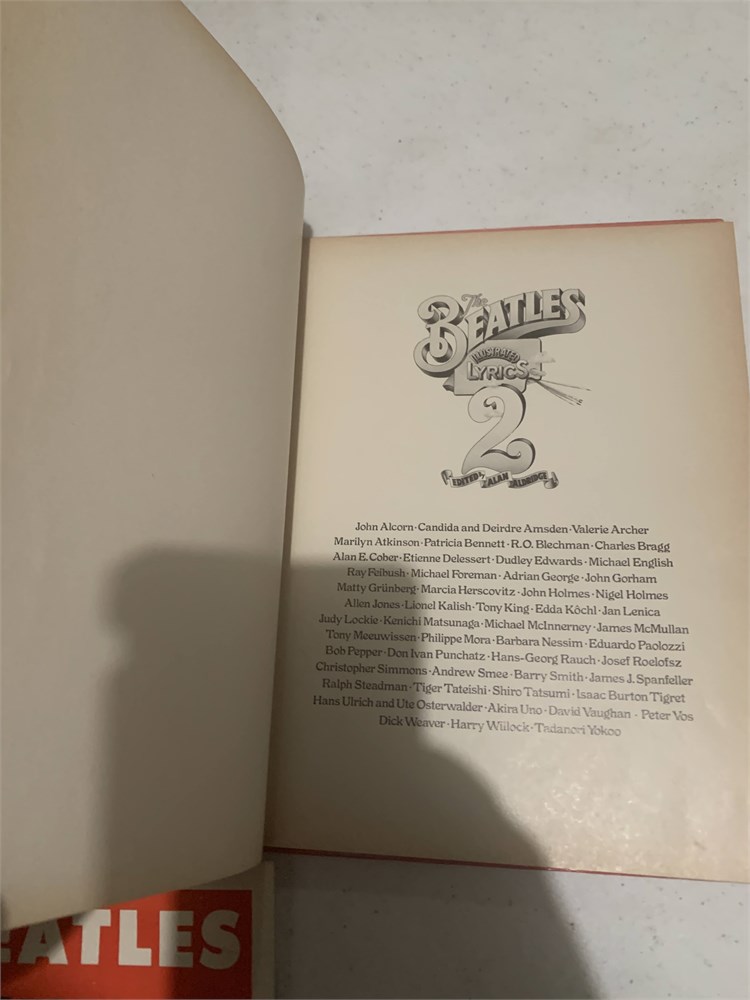 The
BEATLES
ILLUSTRATED
LYRICS
2
EDITED by ALAN ALDRIDGE
John Alcorn·Candida and Deirdre Amsden·Valerie Archer
Marilyn Atkinson·Patricia Bennett·R.O. Blechman·Charles Bragg
Alan E. Cober·Etienne Delessert·Dudley Edwards·Michael English
Ray Feibush·Michael Foreman·Adrian George·John Gorham
Matty Grünberg·Marcia Herscovitz·John Holmes·Nigel Holmes
Allen Jones·Lionel Kalish·Tony King·Edda Köchl·Jan Lenica
Judy Lockie·Kenichi Matsunaga·Michael McInnerney·James McMullan
Tony Meeuwissen·Philippe Mora·Barbara Nessim·Eduardo Paolozzi
Bob Pepper·Don Ivan Punchatz·Hans-Georg Rauch·Josef Roelofsz
Christopher Simmons·Andrew Smee·Barry Smith·James J. Spanfeller
Ralph Steadman·Tiger Tateishi·Shiro Tatsumi·Isaac Burton Tigret
Hans Ulrich and Ute Osterwalder·Akira Uno·David Vaughan·Peter Vos
Dick Weaver·Harry Willock·Tadanori Yokoo
EATLES